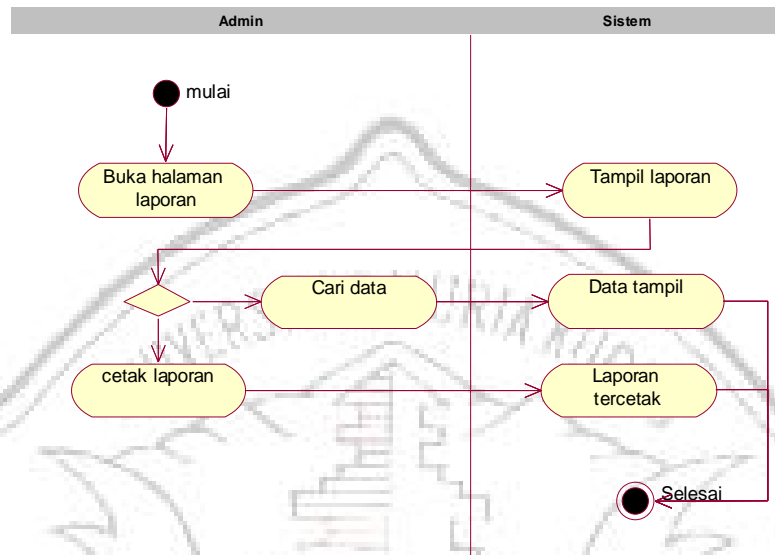 Admin
Sistem
mulai
Buka halaman
laporan
Tampil laporan
Cari data
Data tampil
cetak laporan
Laporan
tercetak
Selesai